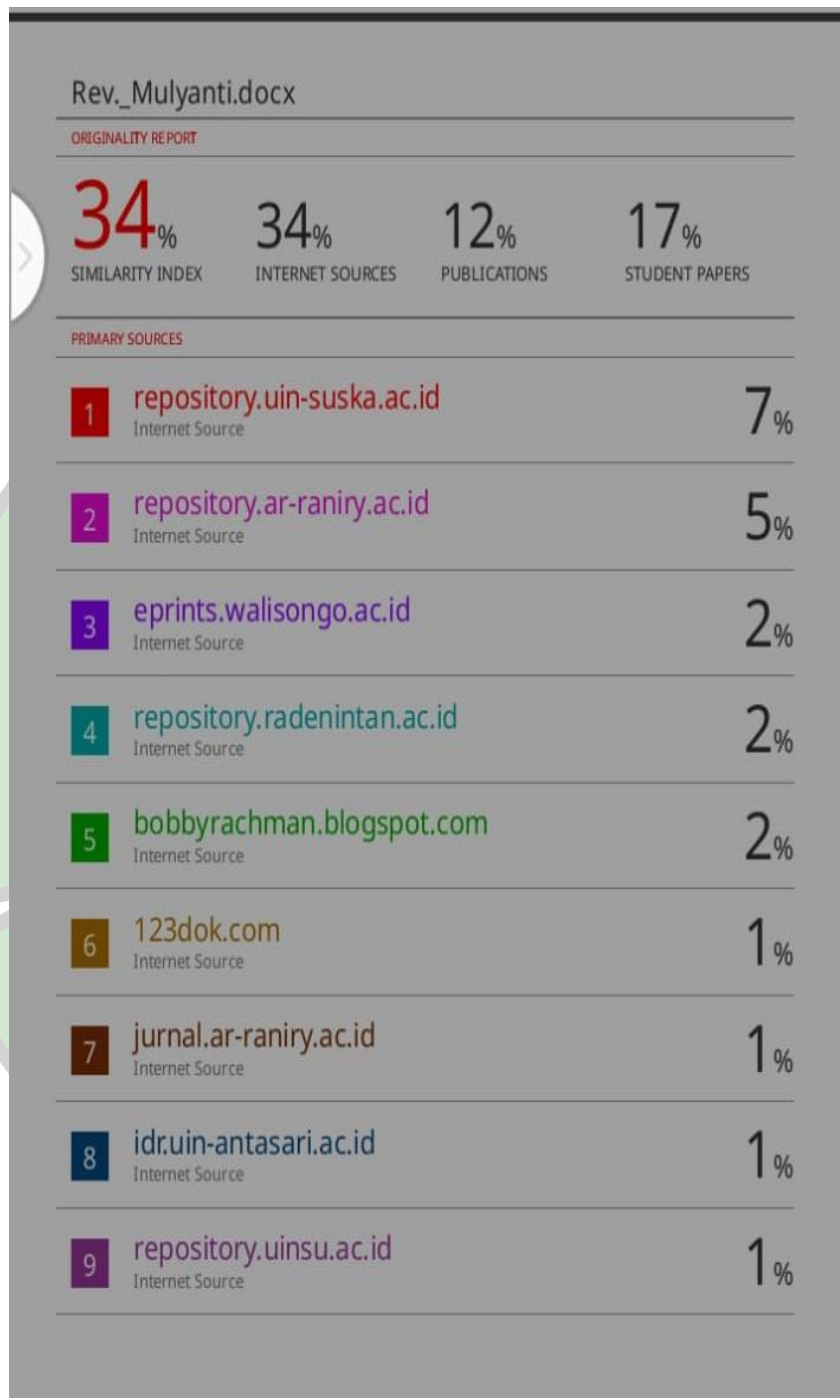 Rev._Mulyanti.docx
ORIGINALITY REPORT
34% 34% 12% 17%
SIMILARITY INDEX INTERNET SOURCES PUBLICATIONS STUDENT PAPERS
PRIMARY SOURCES
1 repository.uin-suska.ac.id 7%
Internet Source
2 repository.ar-raniry.ac.id 5%
Internet Source
3 eprints.walisongo.ac.id 2%
Internet Source
4 repository.radenintan.ac.id 2%
Internet Source
5 bobbyrachman.blogspot.com 2%
Internet Source
6 123dok.com 1%
Internet Source
7 jurnal.ar-raniry.ac.id 1%
Internet Source
8 idr.uin-antasari.ac.id 1%
Internet Source
9 repository.uinsu.ac.id 1%
Internet Source